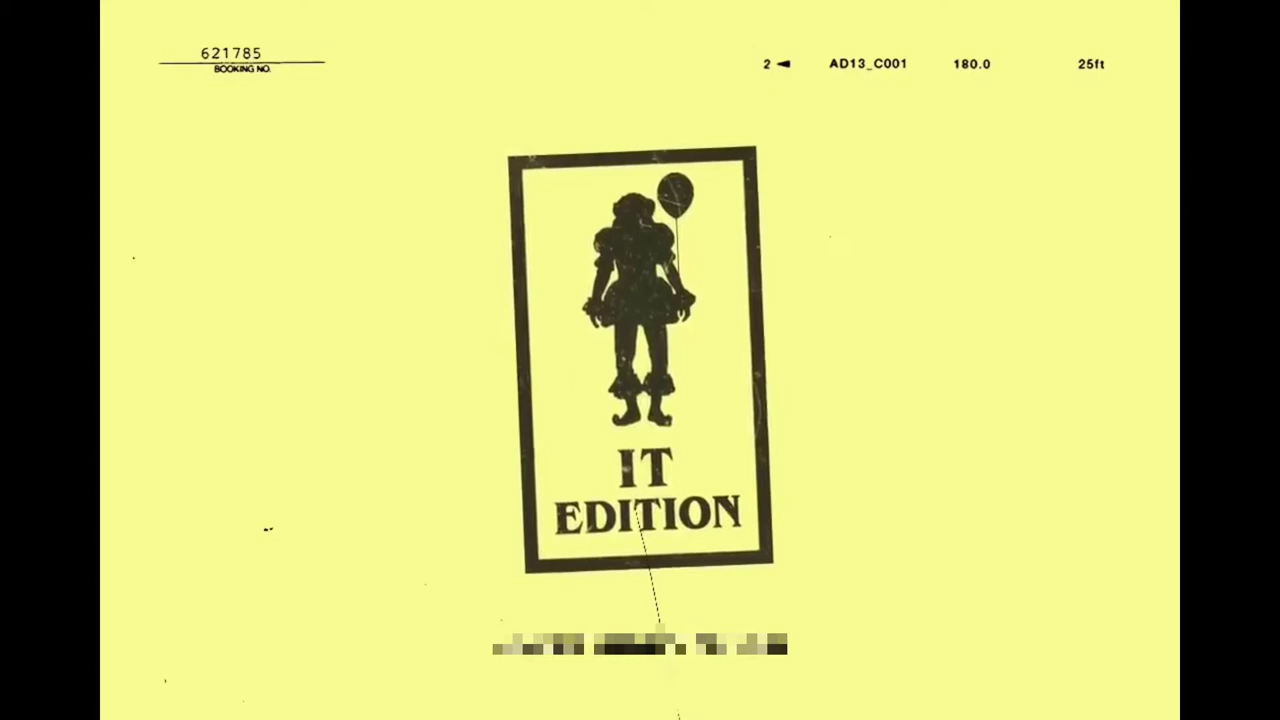 621785
BOOKING NO.
2 ◄ AD13_C001 180.0 25ft
IT
EDITION